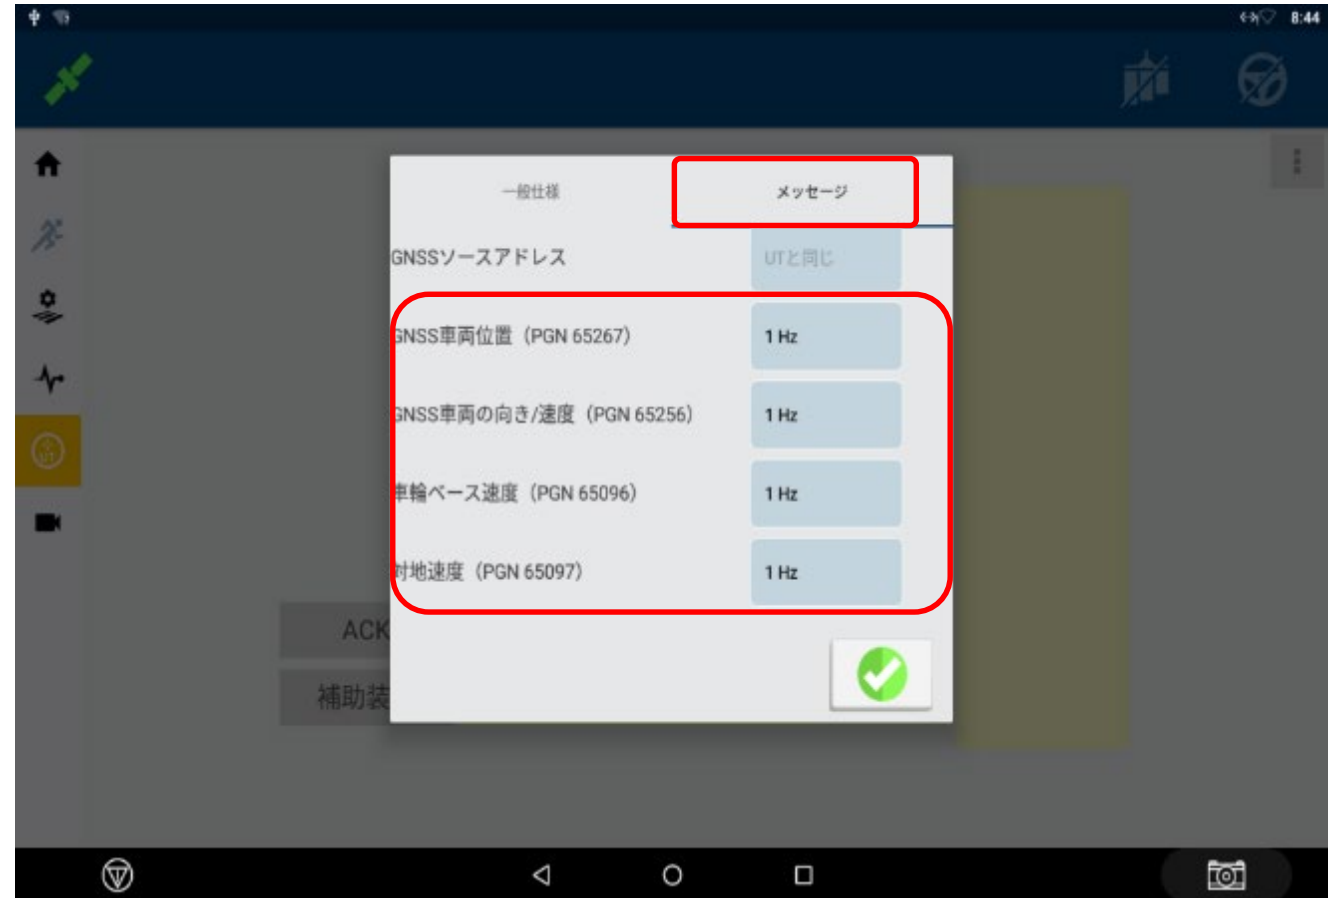 8:44
一般仕様
メッセージ
GNSSソースアドレス
UTと同じ
GNSS車両位置（PGN 65267）
1 Hz
GNSS車両の向き/速度（PGN 65256）
1 Hz
車輪ベース速度（PGN 65096）
1 Hz
対地速度（PGN 65097）
1 Hz
UT
ACK
補助装